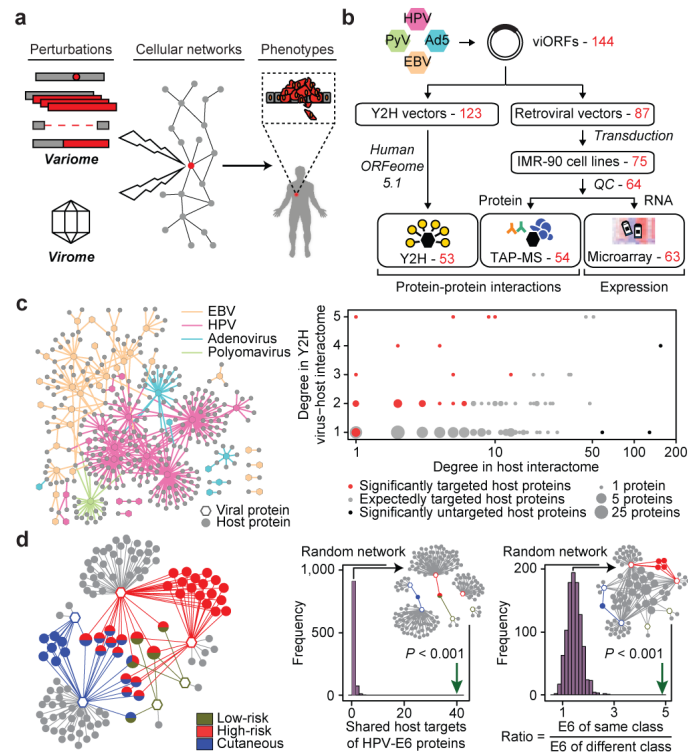 a
Perturbations
Cellular networks
Phenotypes
Variome
Virome
b
HPV
PyV
Ad5
EBV
viORFs - 144
Y2H vectors - 123
Retroviral vectors - 87
Human
ORFeome
5.1
Transduction
IMR-90 cell lines - 75
QC - 64
Protein
RNA
Y2H - 53
TAP-MS - 54
Microarray - 63
Protein-protein interactions
Expression
c
EBV
HPV
Adenovirus
Polyomavirus
Viral protein
Host protein
Degree in Y2H
virus−host interactome
5
4
3
2
1
1
10
50
100
200
Degree in host interactome
Significantly targeted host proteins
Expectedly targeted host proteins
Significantly untargeted host proteins
1 protein
5 proteins
25 proteins
d
Low-risk
High-risk
Cutaneous
Random network
1,000
500
0
Frequency
P < 0.001
0
20
40
Shared host targets
of HPV-E6 proteins
Random network
200
100
0
Frequency
P < 0.001
1
3
5
Ratio =
E6 of same class
E6 of different class